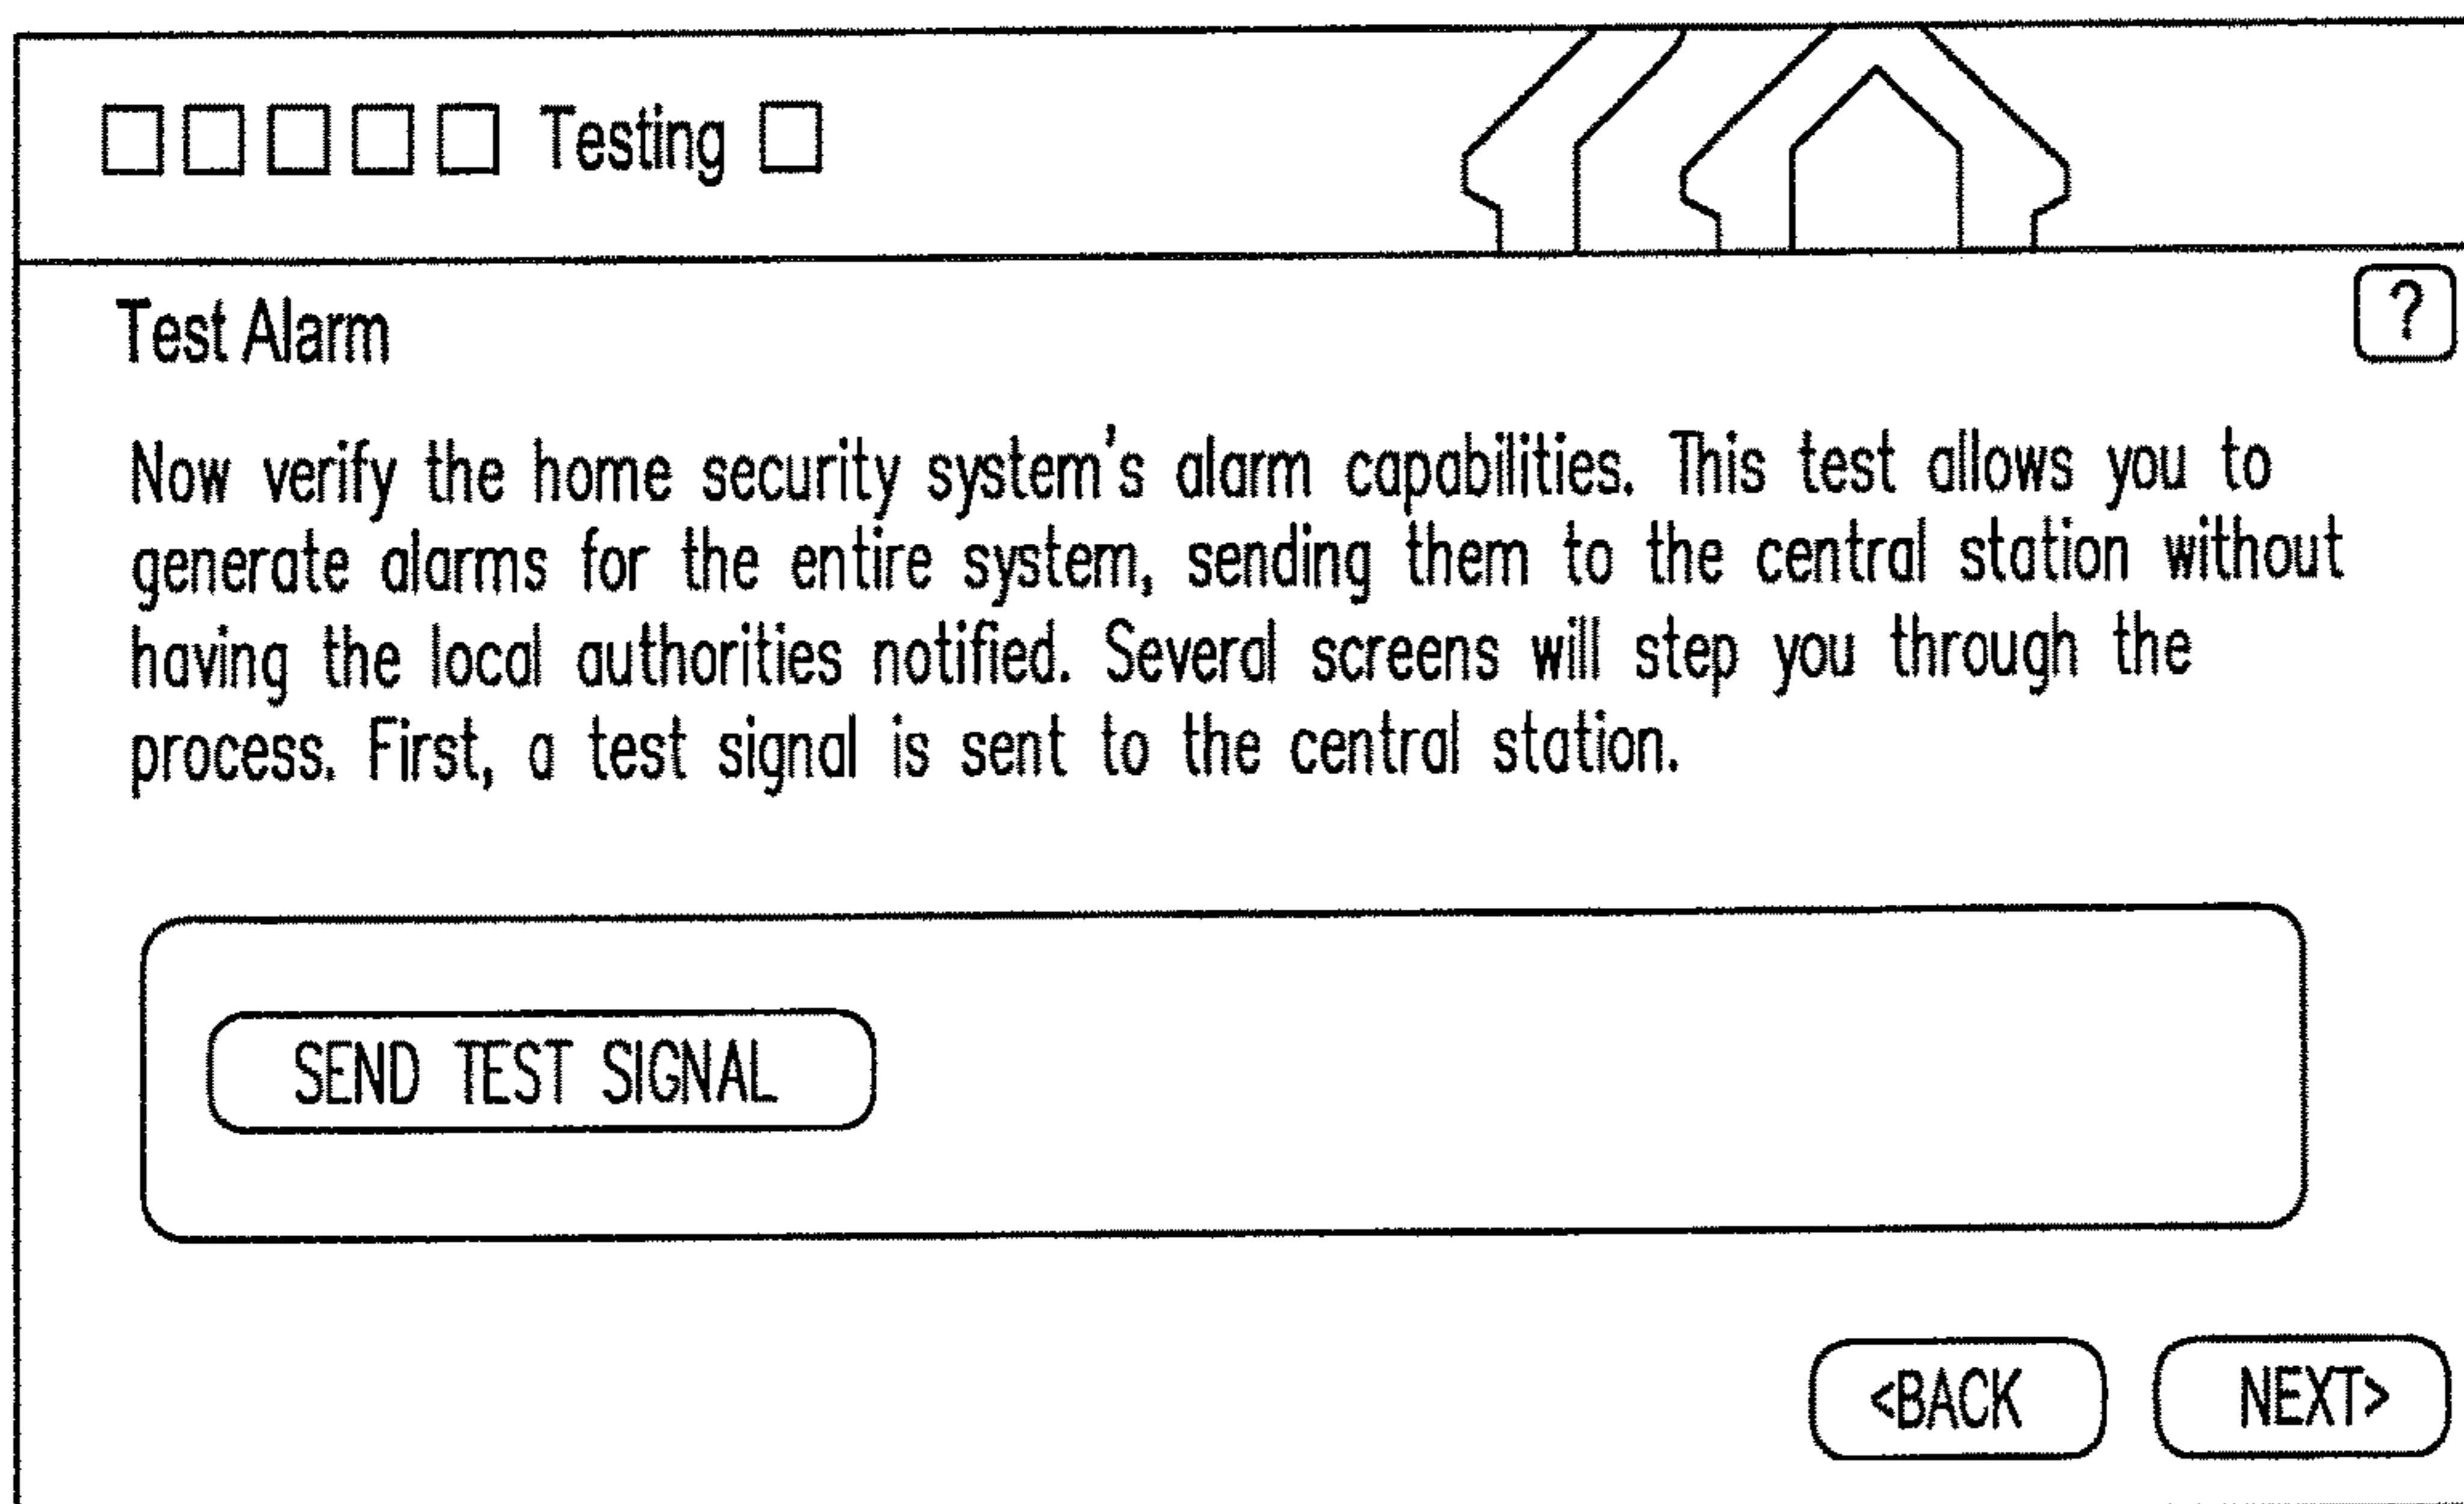 Testing
Test Alarm
?
Now verify the home security system's alarm capabilities. This test allows you to
generate alarms for the entire system, sending them to the central station without
having the local authorities notified. Several screens will step you through the
process. First, a test signal is sent to the central station.
SEND TEST SIGNAL
<BACK NEXT>